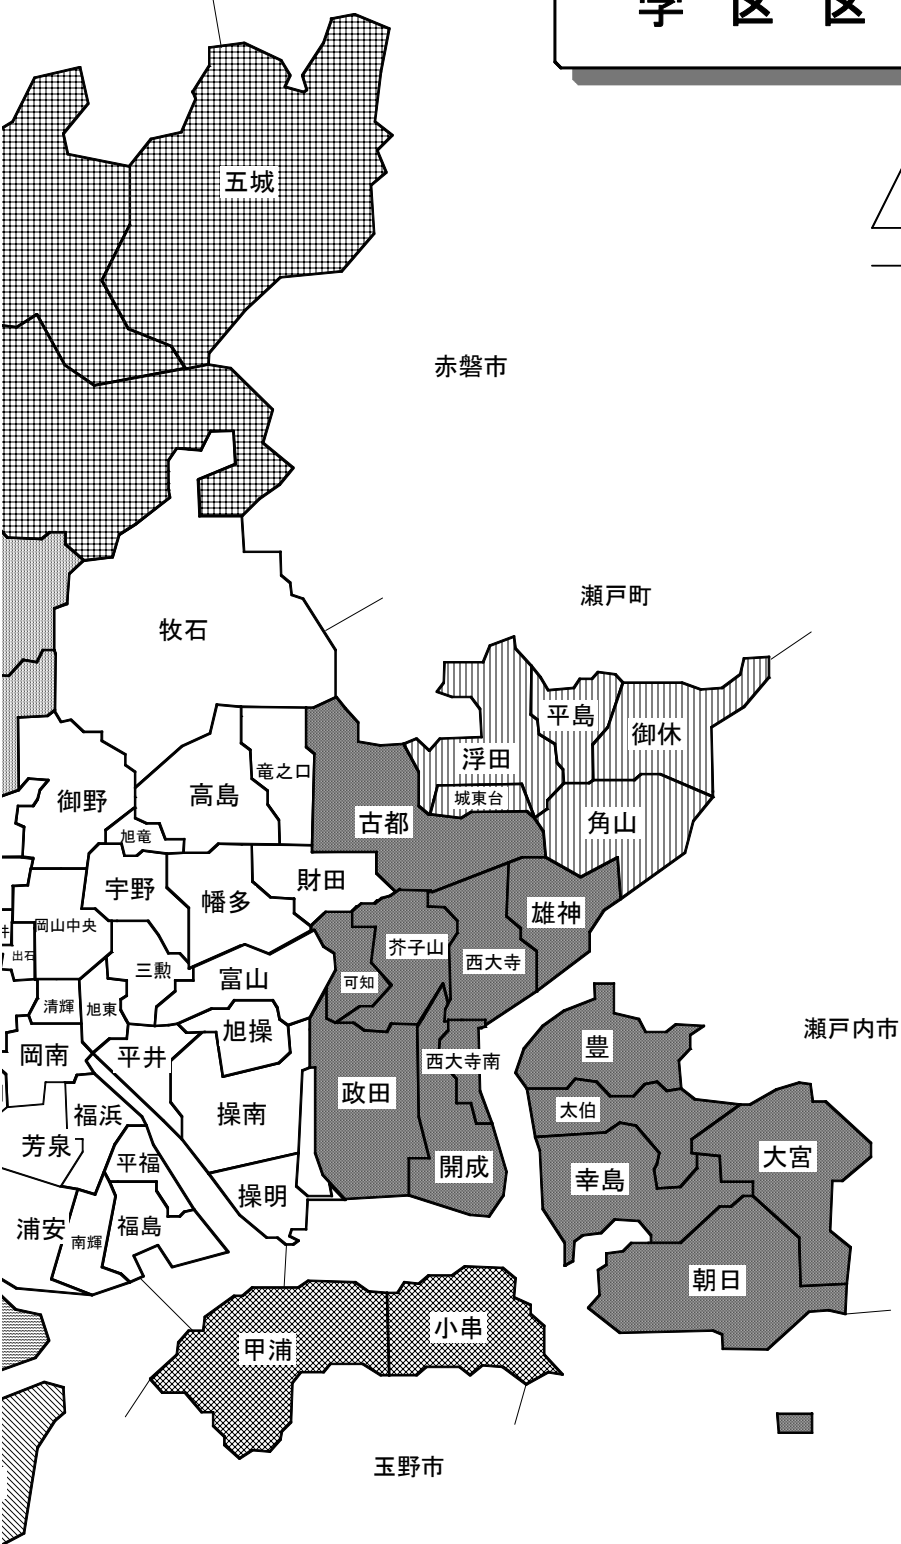 学区区
五城
赤磐市
瀬戸町
牧石
平島
御休
浮田
竜之口
高島
御野
城東台
古都
角山
旭竜
宇野
財田
幡多
雄神
岡山中央
芥子山
出石
西大寺
三勲
富山
可知
清輝
旭東
旭操
瀬戸内市
豊
岡南
平井
西大寺南
政田
太伯
福浜
操南
芳泉
平福
開成
大宮
幸島
操明
浦安
福島
南輝
朝日
小串
甲浦
玉野市